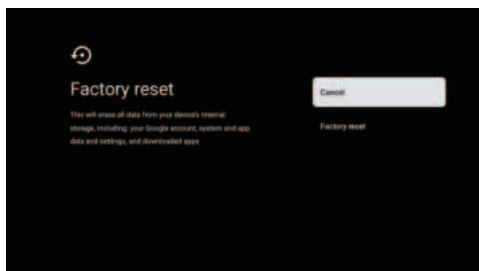 Factory reset
This will erase all data from your device's internal
storage, including: your Google account, system and app
data and settings, and downloaded apps
Cancel
Factory reset